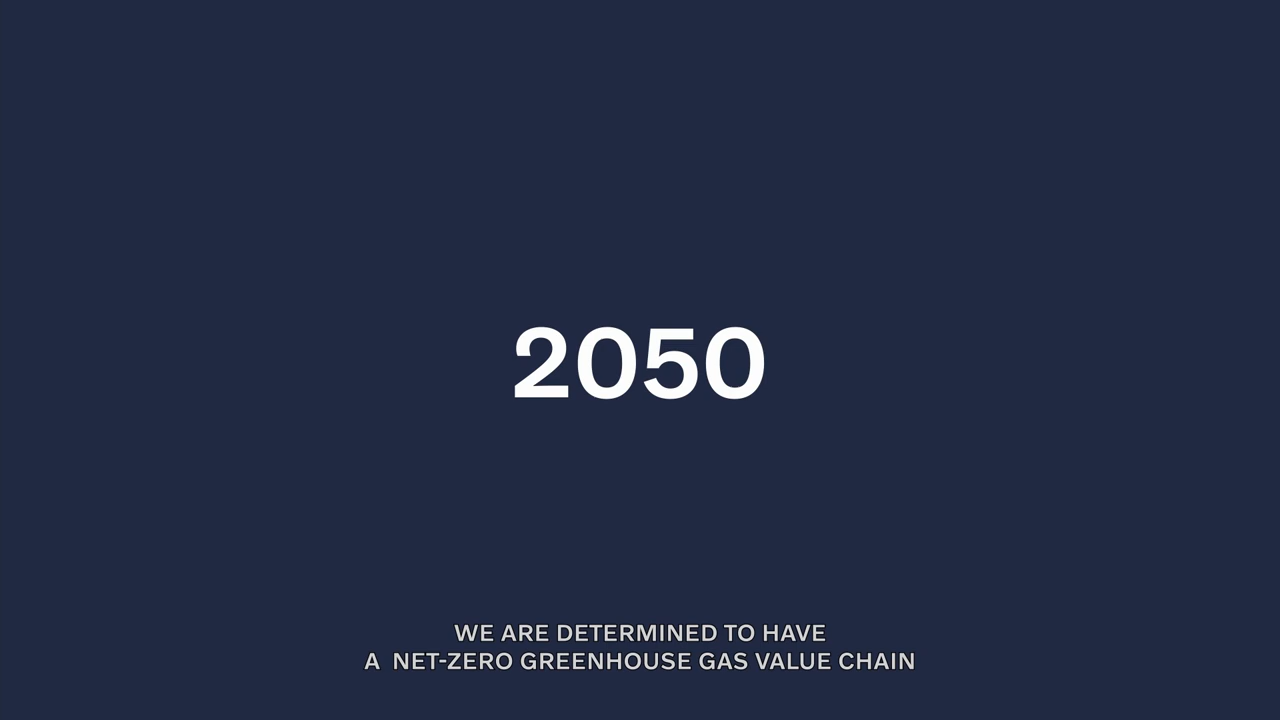 2050
WE ARE DETERMINED TO HAVE
A  NET-ZERO GREENHOUSE GAS VALUE CHAIN